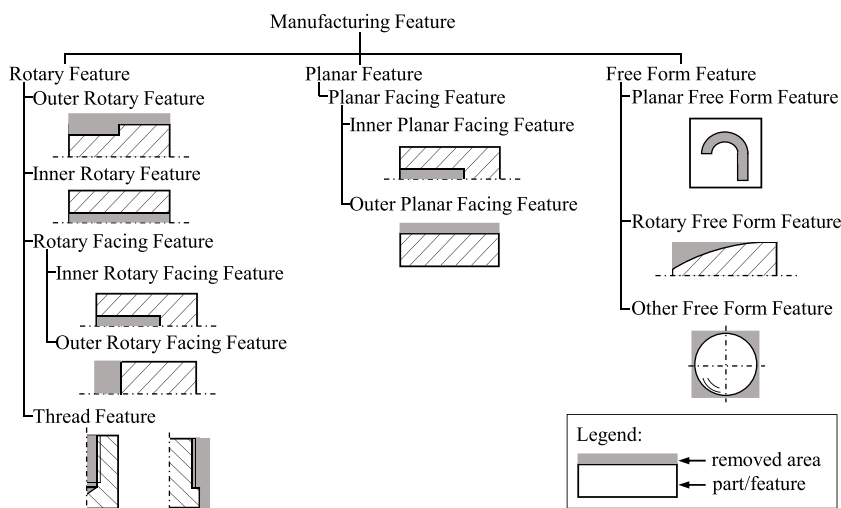 Manufacturing Feature
Rotary Feature
Outer Rotary Feature
Inner Rotary Feature
Rotary Facing Feature
Inner Rotary Facing Feature
Outer Rotary Facing Feature
Thread Feature
Planar Feature
Planar Facing Feature
Inner Planar Facing Feature
Outer Planar Facing Feature
Free Form Feature
Planar Free Form Feature
Rotary Free Form Feature
Other Free Form Feature
Legend:
removed area
part/feature